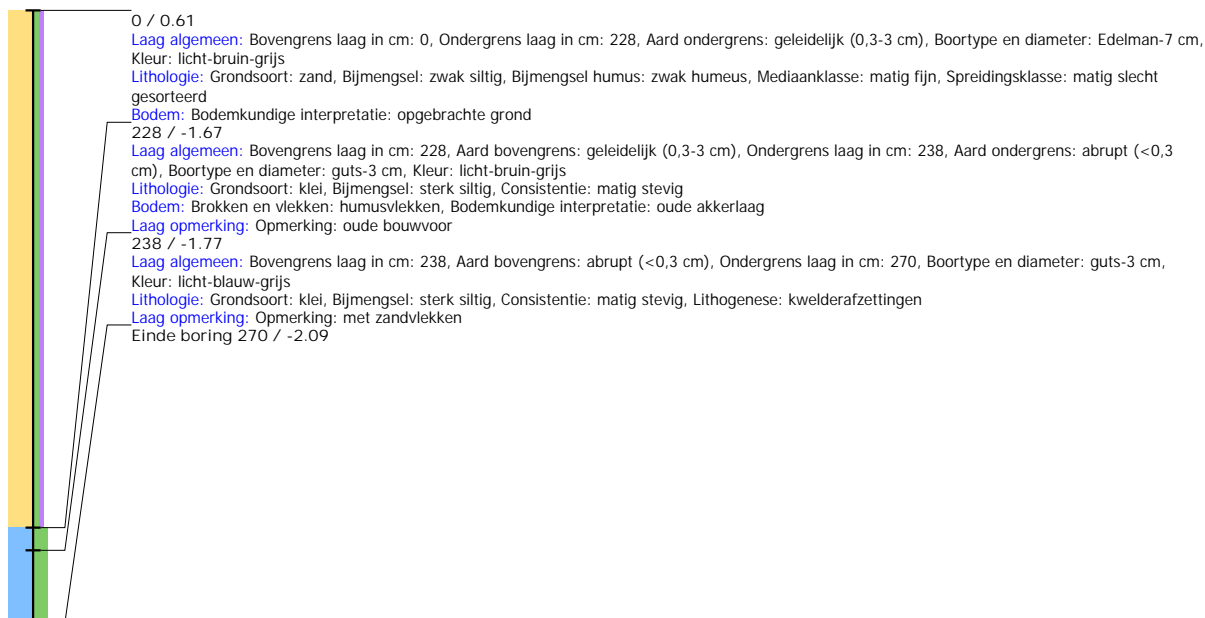 0 / 0.61
Laag algemeen: Bovengrens laag in cm: 0, Ondergrens laag in cm: 228, Aard ondergrens: geleidelijk (0,3-3 cm), Boortype en diameter: Edelman-7 cm,
Kleur: licht-bruin-grijs
Lithologie: Grondsoort: zand, Bijmengsel: zwak siltig, Bijmengsel humus: zwak humeus, Mediaanklasse: matig fijn, Spreidingsklasse: matig slecht
gesorteerd
Bodem: Bodemkundige interpretatie: opgebrachte grond
228 / -1.67
Laag algemeen: Bovengrens laag in cm: 228, Aard bovengrens: geleidelijk (0,3-3 cm), Ondergrens laag in cm: 238, Aard ondergrens: abrupt (<0,3
cm), Boortype en diameter: guts-3 cm, Kleur: licht-bruin-grijs
Lithologie: Grondsoort: klei, Bijmengsel: sterk siltig, Consistentie: matig stevig
Bodem: Brokken en vlekken: humusvlekken, Bodemkundige interpretatie: oude akkerlaag
Laag opmerking: Opmerking: oude bouwvoor
238 / -1.77
Laag algemeen: Bovengrens laag in cm: 238, Aard bovengrens: abrupt (<0,3 cm), Ondergrens laag in cm: 270, Boortype en diameter: guts-3 cm,
Kleur: licht-blauw-grijs
Lithologie: Grondsoort: klei, Bijmengsel: sterk siltig, Consistentie: matig stevig, Lithogenese: kwelderafzettingen
Laag opmerking: Opmerking: met zandvlekken
Einde boring 270 / -2.09